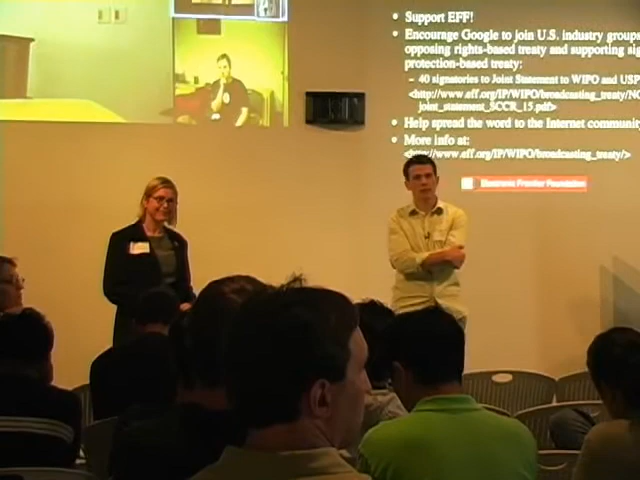 • Support EFF!
• Encourage Google to join U.S. industry groups
opposing rights-based treaty and supporting sig
protection-based treaty:
– 40 signatories to Joint Statement to WIPO and USP
<http://www.eff.org/IP/WIPO/broadcasting_treaty/NG
joint_statement_SCCR_15.pdf>
• Help spread the word to the Internet community
• More info at:
<http://www.eff.org/IP/WIPO/broadcasting_treaty/>
Electronic Frontier Foundation